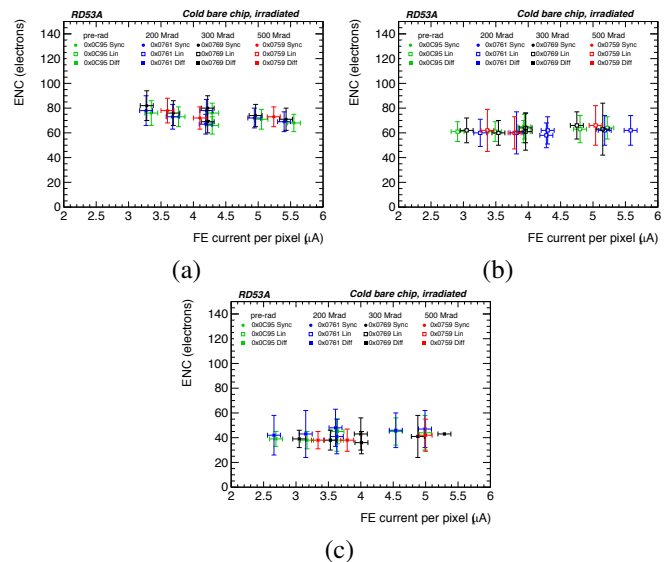 RD53A Cold bare chip, irradiated
ENC (electrons)
140
120
100
80
60
40
20
0
pre-rad 200 Mrad 300 Mrad 500 Mrad
0x0C95 Sync 0x0761 Sync 0x0769 Sync 0x0759 Sync
0x0C95 Lin 0x0761 Lin 0x0769 Lin 0x0759 Lin
0x0C95 Diff 0x0761 Diff 0x0769 Diff 0x0759 Diff
2 2.5 3 3.5 4 4.5 5 5.5 6
FE current per pixel (μA)
(a)
RD53A Cold bare chip, irradiated
ENC (electrons)
140
120
100
80
60
40
20
0
pre-rad 200 Mrad 300 Mrad 500 Mrad
0x0C95 Sync 0x0761 Sync 0x0769 Sync 0x0759 Sync
0x0C95 Lin 0x0761 Lin 0x0769 Lin 0x0759 Lin
0x0C95 Diff 0x0761 Diff 0x0769 Diff 0x0759 Diff
2 2.5 3 3.5 4 4.5 5 5.5 6
FE current per pixel (μA)
(b)
RD53A Cold bare chip, irradiated
ENC (electrons)
140
120
100
80
60
40
20
0
pre-rad 200 Mrad 300 Mrad 500 Mrad
0x0C95 Sync 0x0761 Sync 0x0769 Sync 0x0759 Sync
0x0C95 Lin 0x0761 Lin 0x0769 Lin 0x0759 Lin
0x0C95 Diff 0x0761 Diff 0x0769 Diff 0x0759 Diff
2 2.5 3 3.5 4 4.5 5 5.5 6
FE current per pixel (μA)
(c)